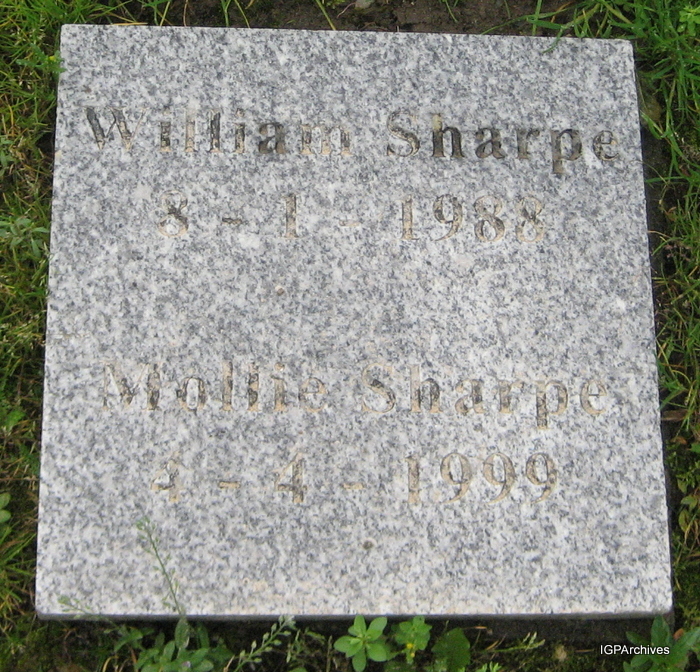 William Sharpe
8 - 1 - 1988
Mollie Sharpe
4 - 4 - 1999
IGPArchives